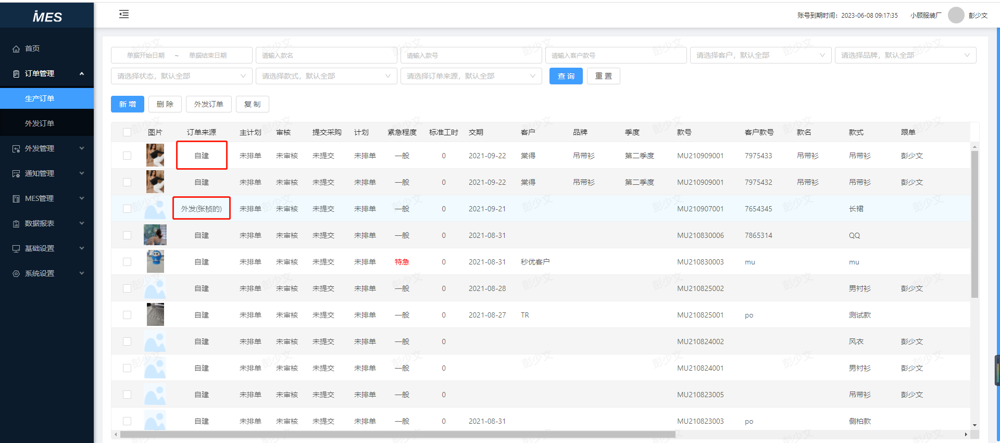 iMES
账号到期时间：2023-06-08 09:17:35 小顾服装厂 彭少文
首页
订单管理
生产订单
外发订单
外发管理
通知管理
MES管理
数据报表
基础设置
系统设置
单据开始日期 ~ 单据结束日期 请输入款名 请输入款号 请输入客户款号 请选择客户，默认全部 请选择品牌，默认全部
请选择状态，默认全部 请选择款式，默认全部 请选择订单来源，默认全部 查 询 重 置
新 增 删 除 外发订单 复 制
图片 订单来源 主计划 审核 提交采购 计划 紧急程度 标准工时 交期 客户 品牌 季度 款号 客户款号 款名 款式 跟单
自建 未排单 未审核 未提交 未排单 一般 0 2021-09-22 棠得 吊带衫 第二季度 MU210909001 7975433 吊带衫 吊带衫 彭少文
自建 未排单 未审核 未提交 未排单 一般 0 2021-09-22 棠得 吊带衫 第二季度 MU210909001 7975432 吊带衫 吊带衫 彭少文
外发(张桢的) 未排单 未审核 未提交 未排单 一般 0 2021-09-21 MU210907001 7654345 长裙
自建 未排单 未审核 未提交 未排单 一般 0 2021-08-31 MU210830006 7865314 QQ
自建 未排单 未审核 未提交 未排单 特急 0 2021-08-31 秒优客户 MU210830003 mu mu
自建 未排单 未审核 未提交 未排单 一般 0 2021-08-28 MU210825002 男衬衫 彭少文
自建 未排单 未审核 未提交 未排单 一般 0 2021-08-27 TR MU210825001 po 测试款
自建 未排单 未审核 未提交 未排单 一般 0 MU210824002 风衣 彭少文
自建 未排单 未审核 未提交 未排单 一般 0 MU210824001 男衬衫 彭少文
自建 未排单 未审核 未提交 未排单 一般 0 MU210823005 吊带衫 彭少文
自建 未排单 未审核 未提交 未排单 一般 0 2021-08-31 MU210823003 po 侧柏款